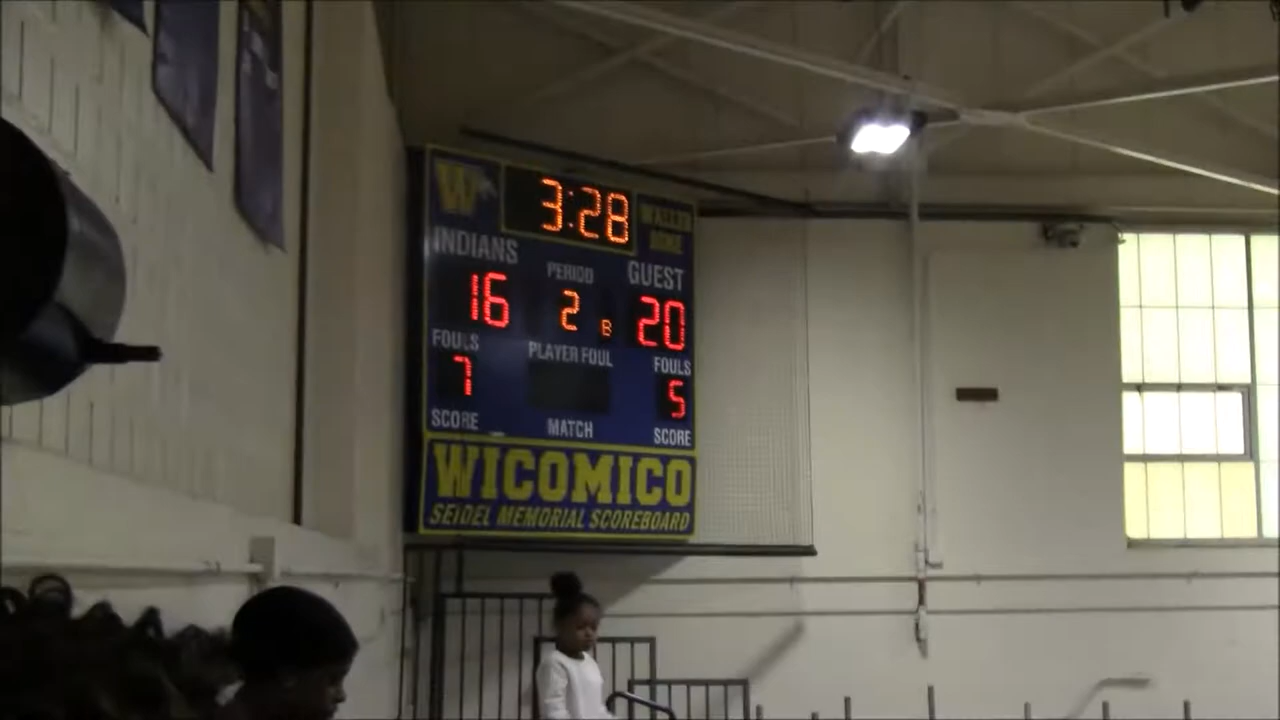 W
3:28
WALLER
INDIANS
PERIOD
GUEST
16
2
B
20
FOULS
PLAYER FOUL
FOULS
7
5
SCORE
MATCH
SCORE
WICOMICO
SEIDEL MEMORIAL SCOREBOARD